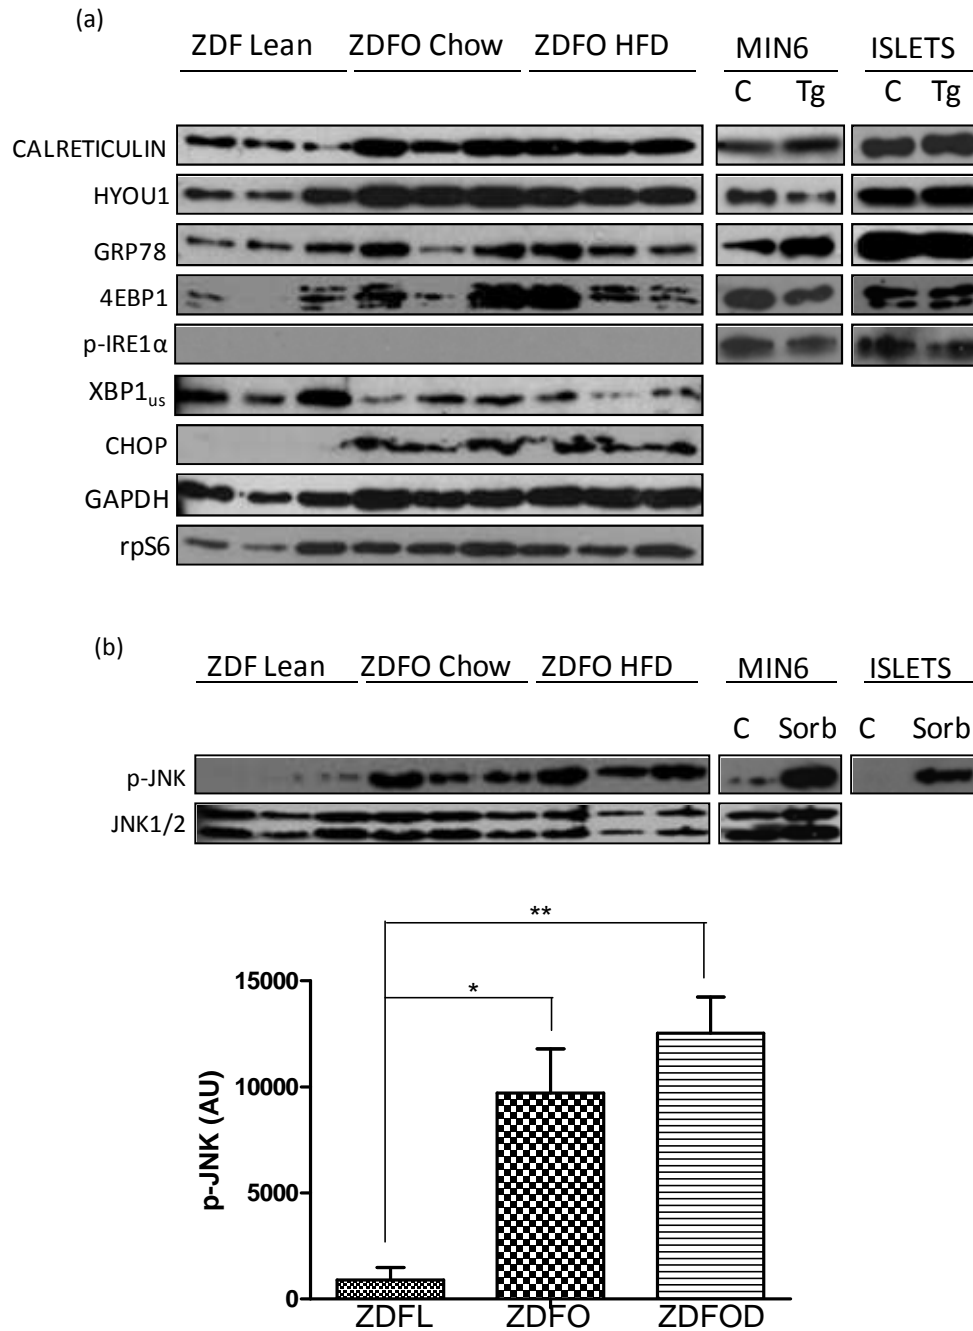 (a)
ZDF Lean ZDFO Chow ZDFO HFD MIN6 ISLETS
C Tg C Tg
CALRETICULIN
HYOU1
GRP78
4EBP1
p-IRE1α
XBP1us
CHOP
GAPDH
rpS6
(b)
ZDF Lean ZDFO Chow ZDFO HFD MIN6 ISLETS
C Sorb C Sorb
p-JNK
JNK1/2
**
*
15000
10000
5000
0
p-JNK (AU)
ZDFL ZDFO ZDFOD